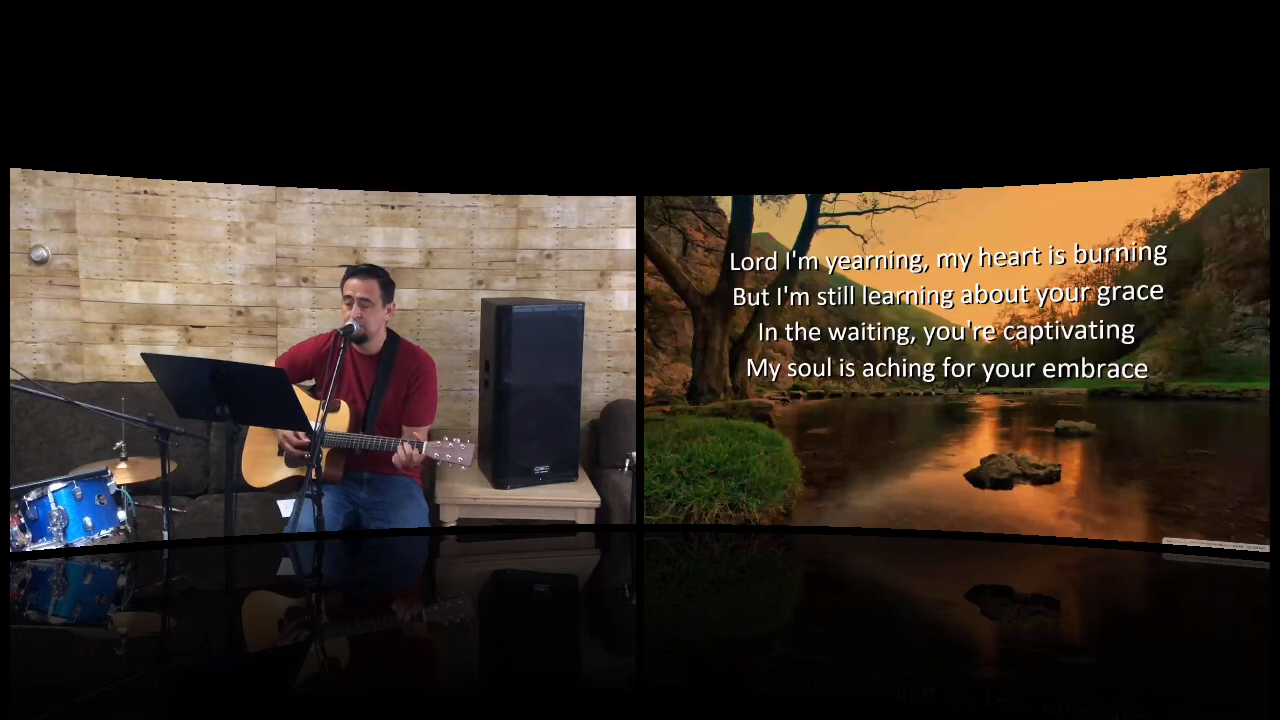 Lord I'm yearning, my heart is burning
But I'm still learning about your grace
In the waiting, you're captivating
My soul is aching for your embrace
QSC